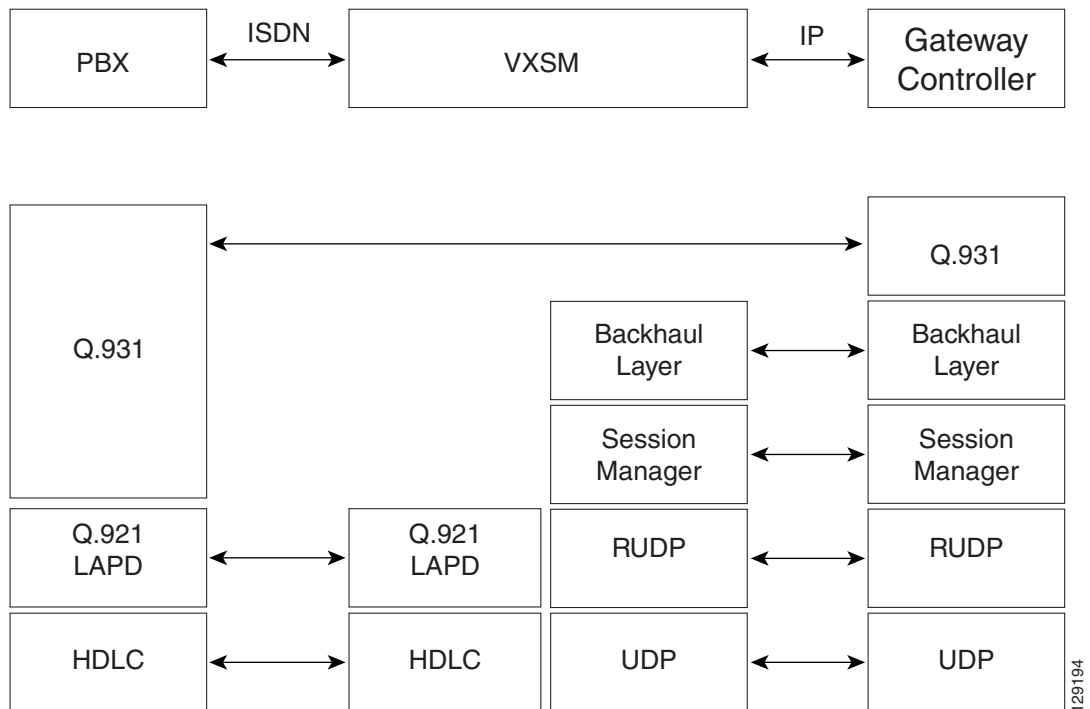 PBX
ISDN
VXSM
IP
Gateway
Controller
Q.931
Q.931
Backhaul
Layer
Backhaul
Layer
Session
Manager
Session
Manager
Q.921
LAPD
Q.921
LAPD
RUDP
RUDP
HDLC
HDLC
UDP
UDP
129194